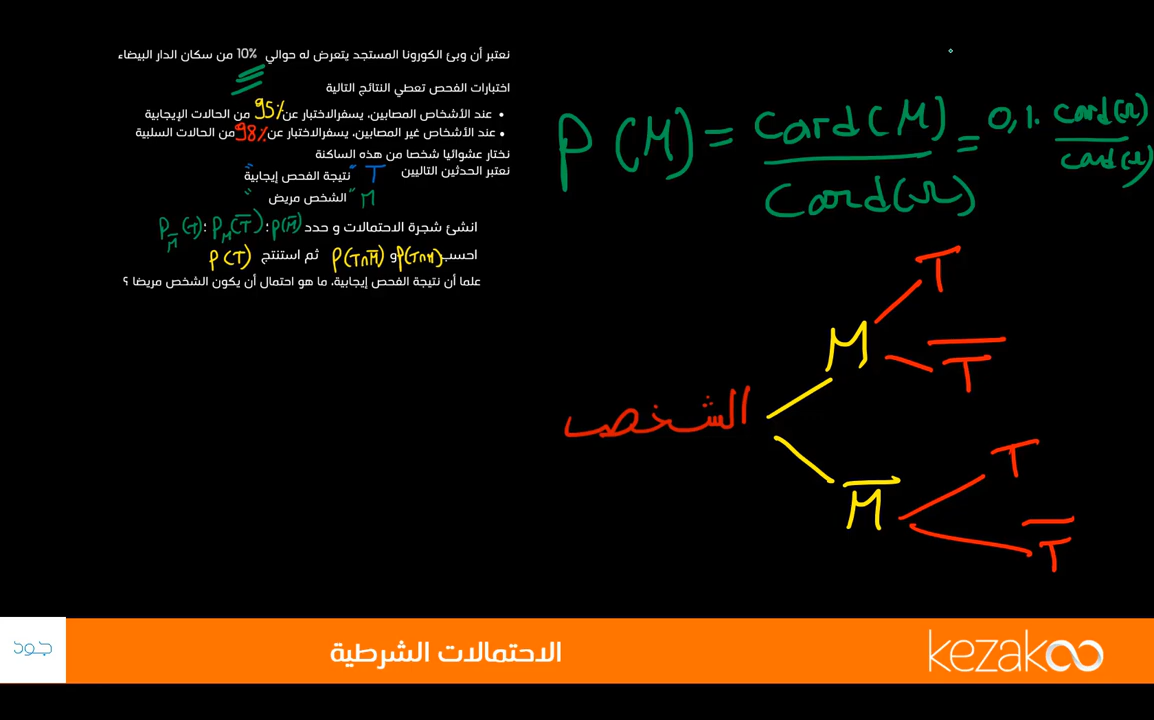 نعتبر أن وبئ الكورونا المستجد يتعرض له حوالي 10% من سكان الدار البيضاء
اختبارات الفحص تعطي النتائج التالية
• عند الأشخاص المصابين، يسفرالاختبار عن 95% من الحالات الإيجابية
• عند الأشخاص غير المصابين، يسفرالاختبار عن 98% من الحالات السلبية
نختار عشوائيا شخصا من هذه الساكنة
نعتبر الحدثين التاليين
T "نتيجة الفحص إيجابية"
M "الشخص مريض"
انشئ شجرة الاحتمالات و حدد P(M̅) ; P_M(T̅) ; P_M̅(T)
احسب P(T∩M) و P(T∩M̅) ثم استنتج P(T)
علما أن نتيجة الفحص إيجابية، ما هو احتمال أن يكون الشخص مريضا ؟
P(M) = card(M) / Card(Ω) = 0,1. card(Ω) / card(Ω)
T
M
T̅
الشخص
T
M̅
T̅
جود
الاحتمالات الشرطية
kezakoo